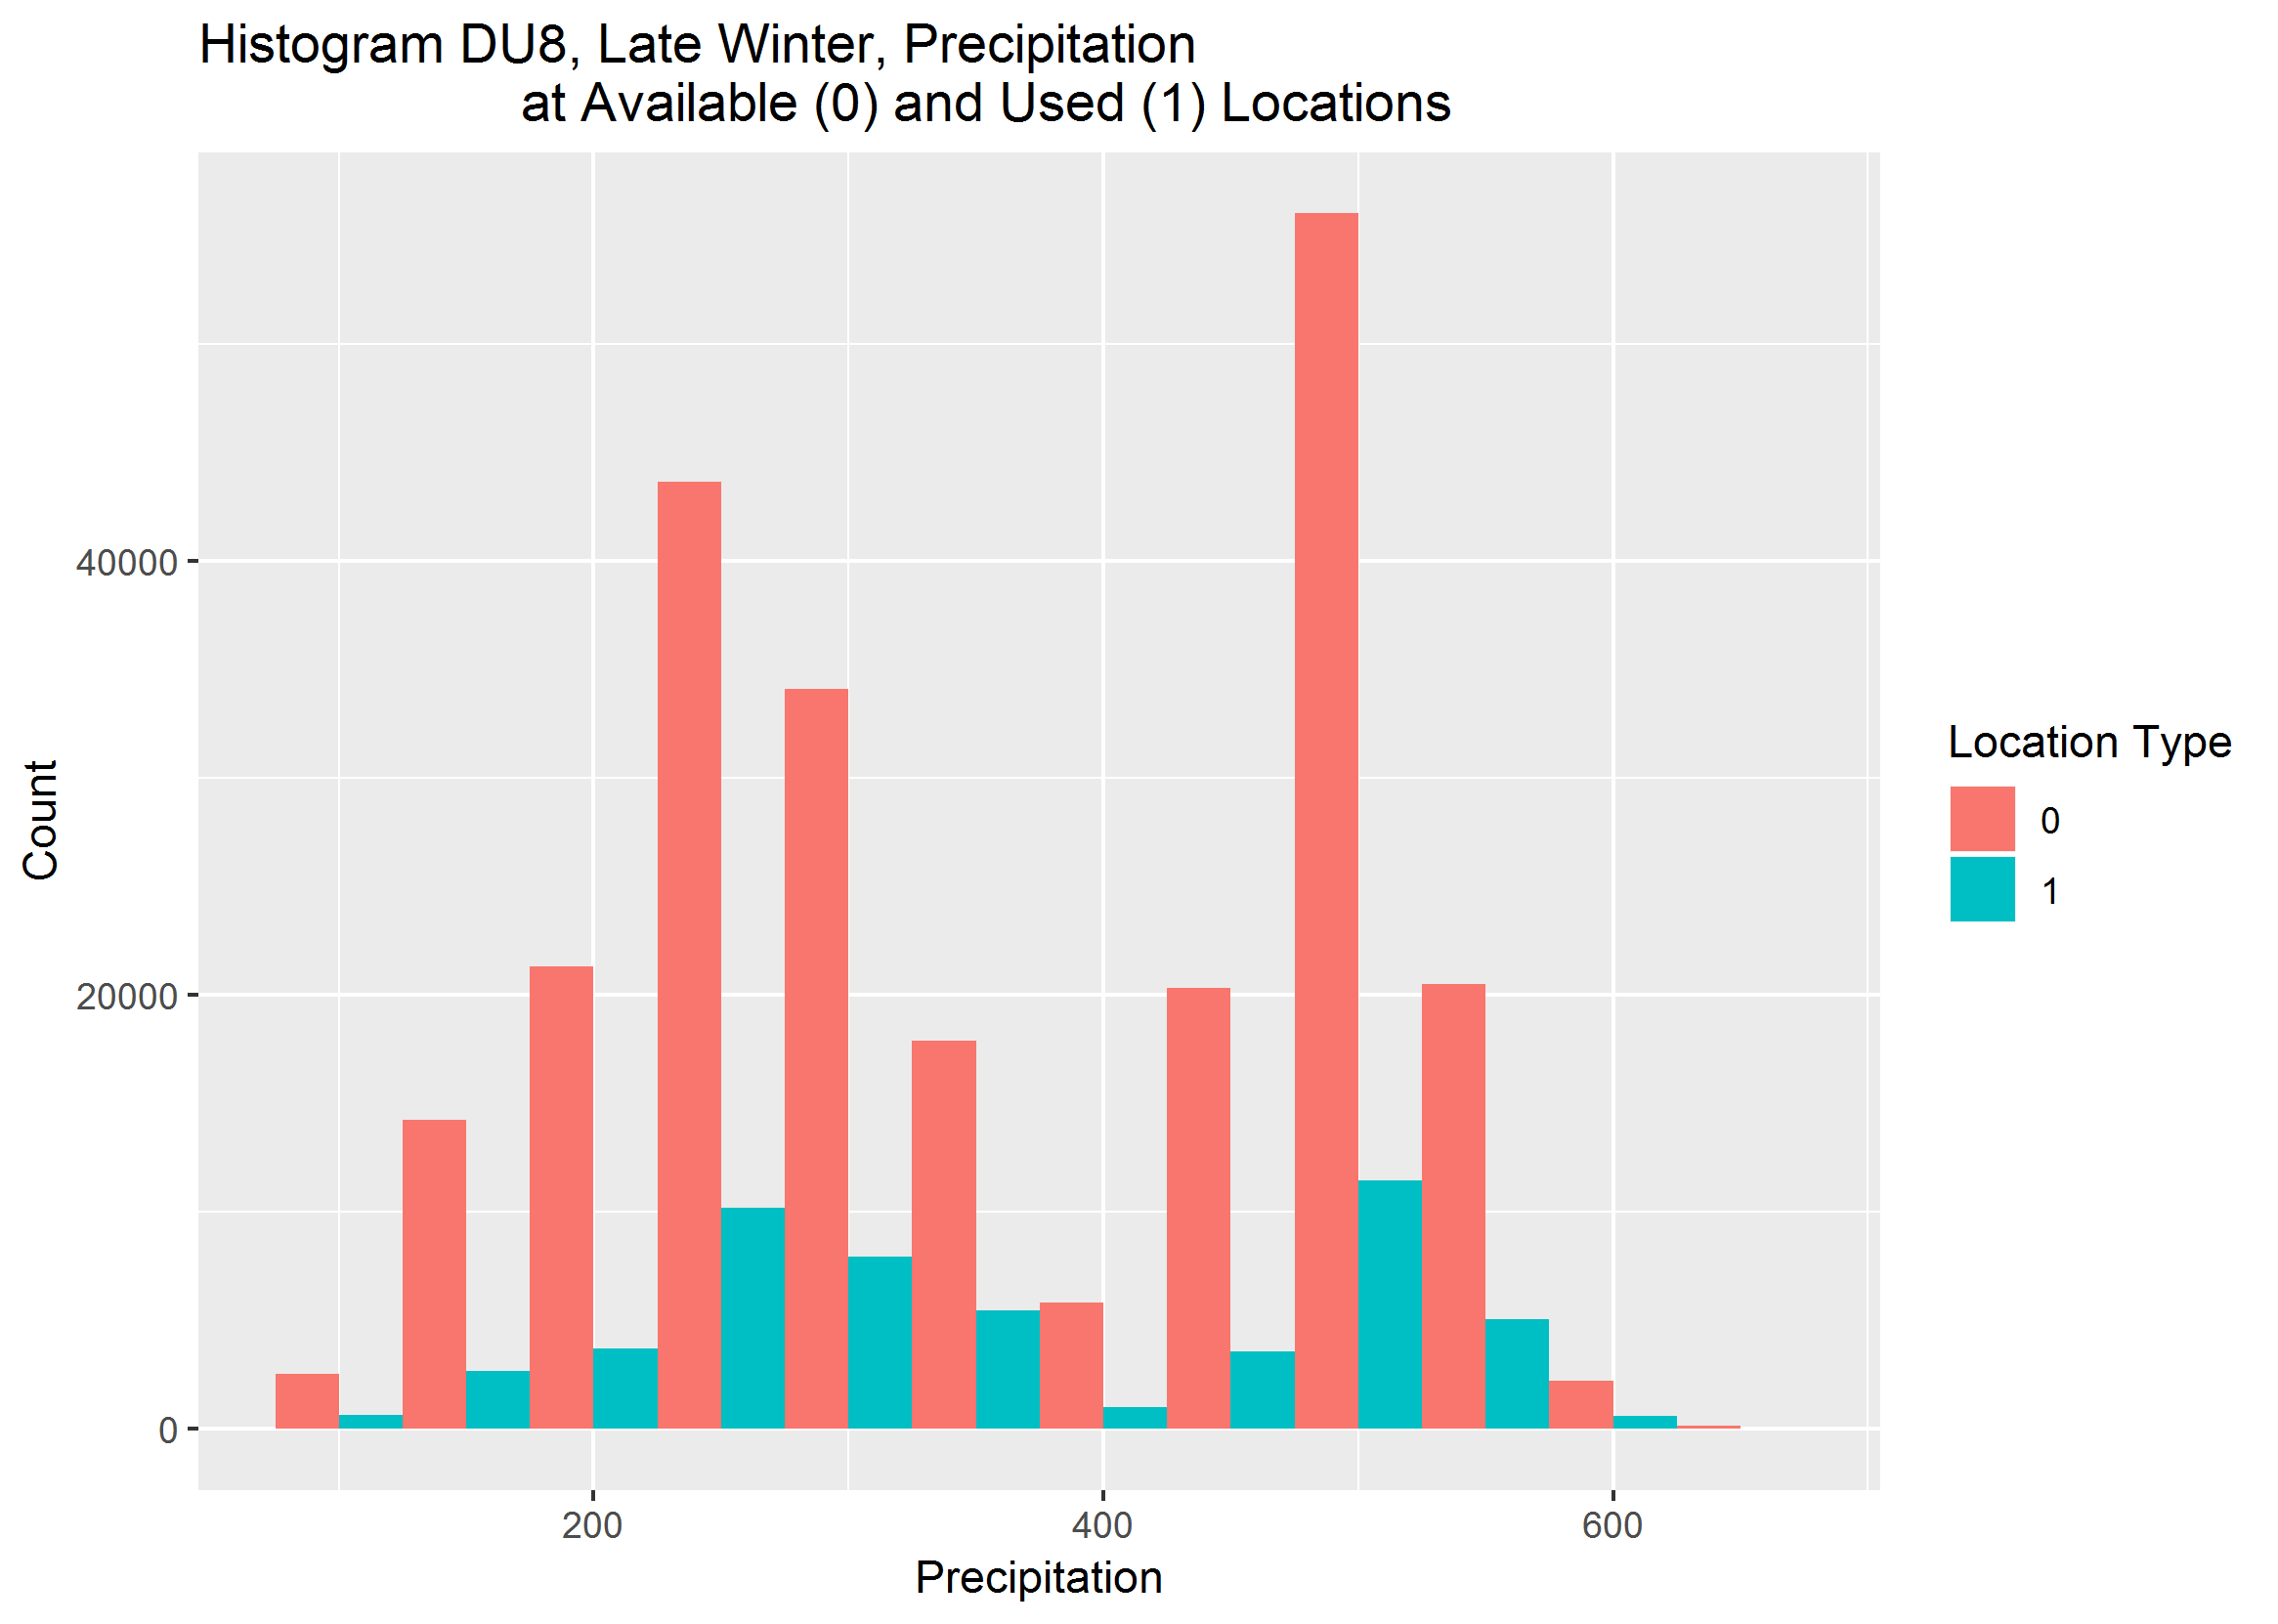 Histogram DU8, Late Winter, Precipitation
at Available (0) and Used (1) Locations
Count
40000
20000
0
200
400
600
Precipitation
Location Type
0
1